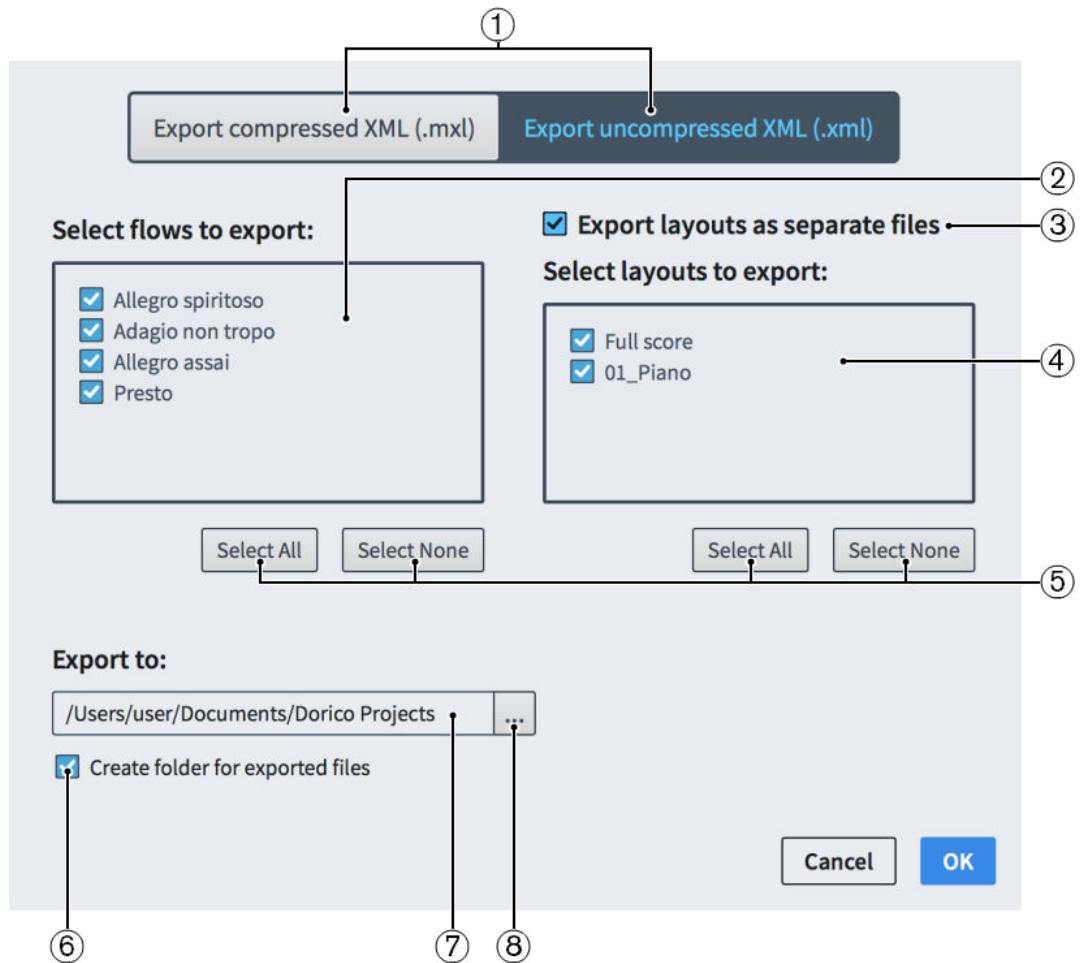 ①
Export compressed XML (.mxl)
Export uncompressed XML (.xml)
②
Select flows to export:
Allegro spiritoso
Adagio non tropo
Allegro assai
Presto
Select All
Select None
Export layouts as separate files
③
Select layouts to export:
Full score
01_Piano
④
Select All
Select None
⑤
Export to:
/Users/user/Documents/Dorico Projects
...
Create folder for exported files
Cancel
OK
⑥
⑦
⑧